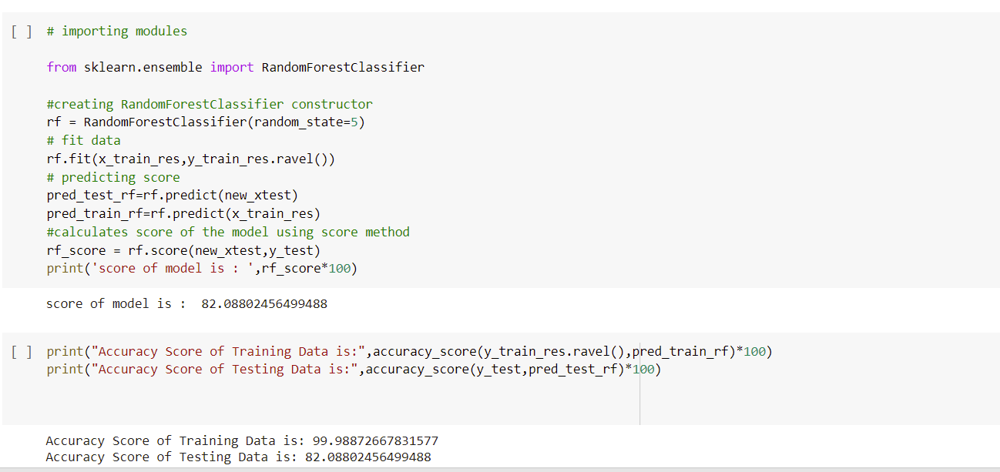 [ ] # importing modules
from sklearn.ensemble import RandomForestClassifier
#creating RandomForestClassifier constructor
rf = RandomForestClassifier(random_state=5)
# fit data
rf.fit(x_train_res,y_train_res.ravel())
# predicting score
pred_test_rf=rf.predict(new_xtest)
pred_train_rf=rf.predict(x_train_res)
#calculates score of the model using score method
rf_score = rf.score(new_xtest,y_test)
print('score of model is : ',rf_score*100)
score of model is :  82.08802456499488
[ ] print("Accuracy Score of Training Data is:",accuracy_score(y_train_res.ravel(),pred_train_rf)*100)
print("Accuracy Score of Testing Data is:",accuracy_score(y_test,pred_test_rf)*100)
Accuracy Score of Training Data is: 99.98872667831577
Accuracy Score of Testing Data is: 82.08802456499488